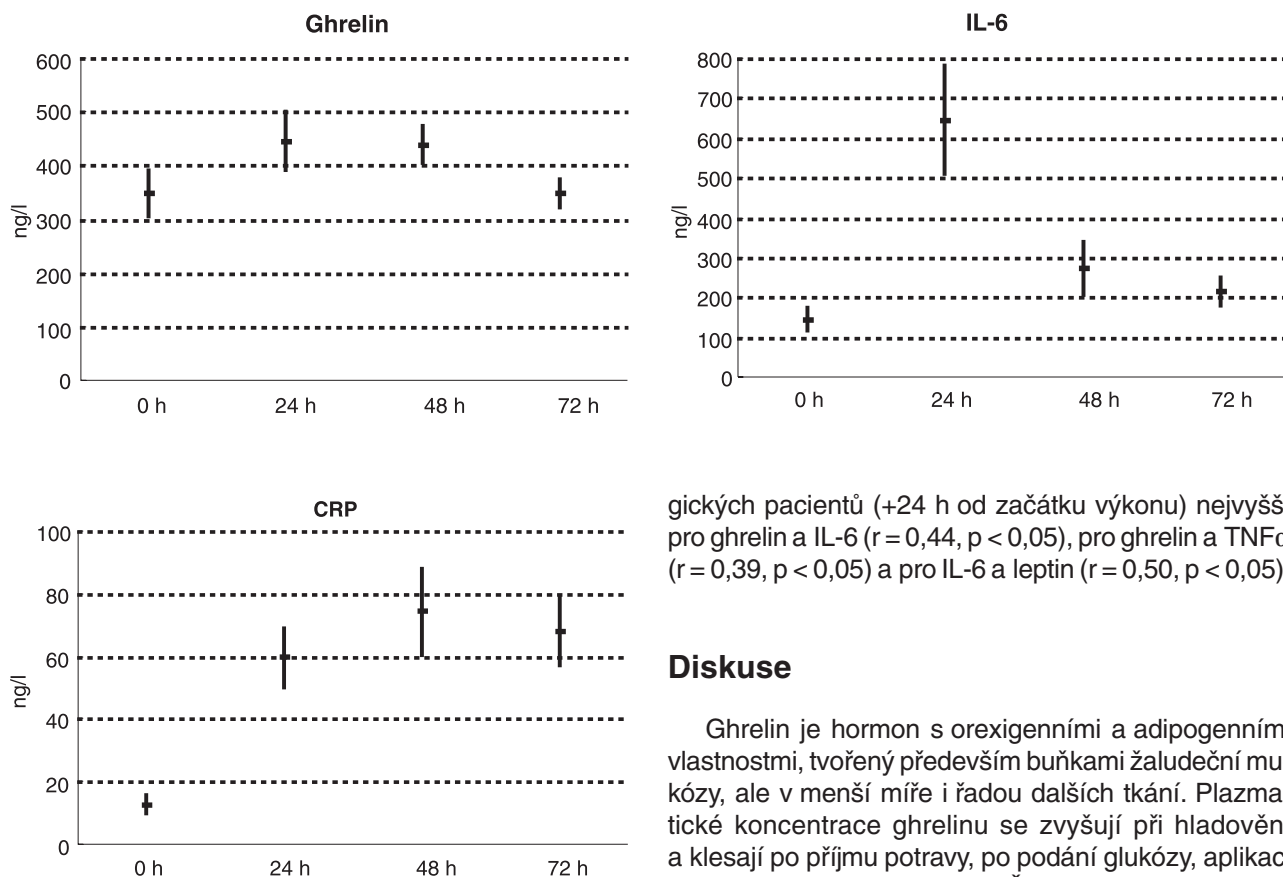 Ghrelin
600
500
400
300
200
100
0
ng/l
0 h 24 h 48 h 72 h
IL-6
800
700
600
500
400
300
200
100
0
ng/l
0 h 24 h 48 h 72 h
CRP
100
80
60
40
20
0
ng/l
0 h 24 h 48 h 72 h
gických pacientů (+24 h od začátku výkonu) nejvyšš
pro ghrelin a IL-6 (r = 0,44, p < 0,05), pro ghrelin a TNFα
(r = 0,39, p < 0,05) a pro IL-6 a leptin (r = 0,50, p < 0,05)
Diskuse
Ghrelin je hormon s orexigenními a adipogenním
vlastnostmi, tvořený především buňkami žaludeční mu
kózy, ale v menší míře i řadou dalších tkání. Plazma
tické koncentrace ghrelinu se zvyšují při hladověn
a klesají po příjmu potravy, po podání glukózy, aplikac